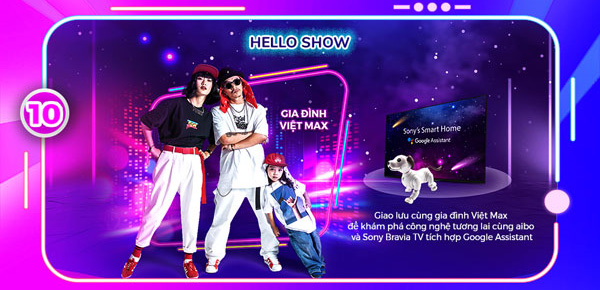 HELLO SHOW
10
GIA ĐÌNH
VIỆT MAX
Sony's Smart Home
Google Assistant
Giao lưu cùng gia đình Việt Max
để khám phá công nghệ tương lai cùng aibo
và Sony Bravia TV tích hợp Google Assistant